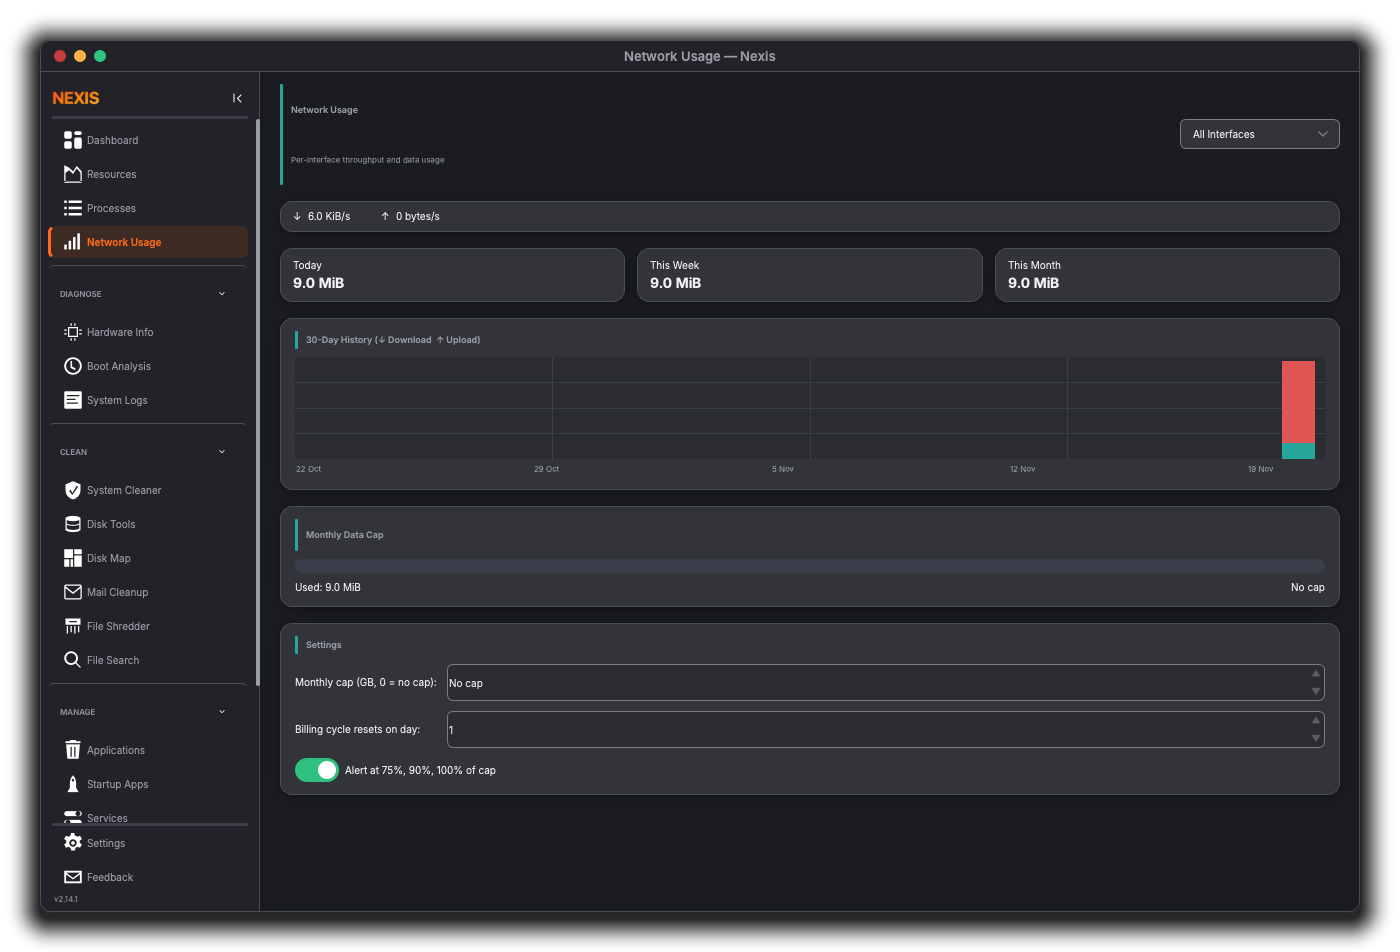 Network Usage — Nexis
NEXIS
Dashboard
Resources
Processes
Network Usage
DIAGNOSE
Hardware Info
Boot Analysis
System Logs
CLEAN
System Cleaner
Disk Tools
Disk Map
Mail Cleanup
File Shredder
File Search
MANAGE
Applications
Startup Apps
Services
Settings
Feedback
v2.14.1
Network Usage
Per-interface throughput and data usage
All Interfaces
↓ 6.0 KiB/s ↑ 0 bytes/s
Today
9.0 MiB
This Week
9.0 MiB
This Month
9.0 MiB
30-Day History (↓ Download ↑ Upload)
22 Oct 29 Oct 5 Nov 12 Nov 19 Nov
Monthly Data Cap
Used: 9.0 MiB No cap
Settings
Monthly cap (GB, 0 = no cap): No cap
Billing cycle resets on day: 1
Alert at 75%, 90%, 100% of cap